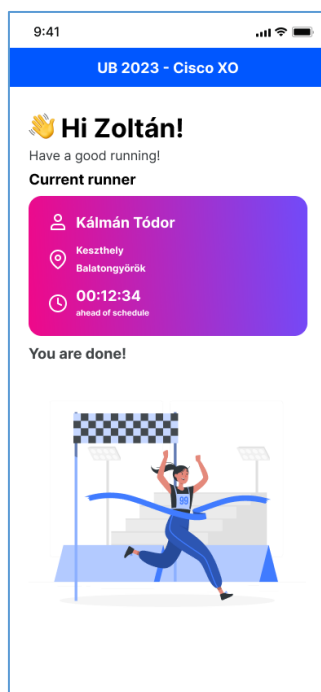 9:41
UB 2023 - Cisco XO
👋 Hi Zoltán!
Have a good running!
Current runner
Kálmán Tódor
Keszthely
Balatongyörök
00:12:34
ahead of schedule
You are done!